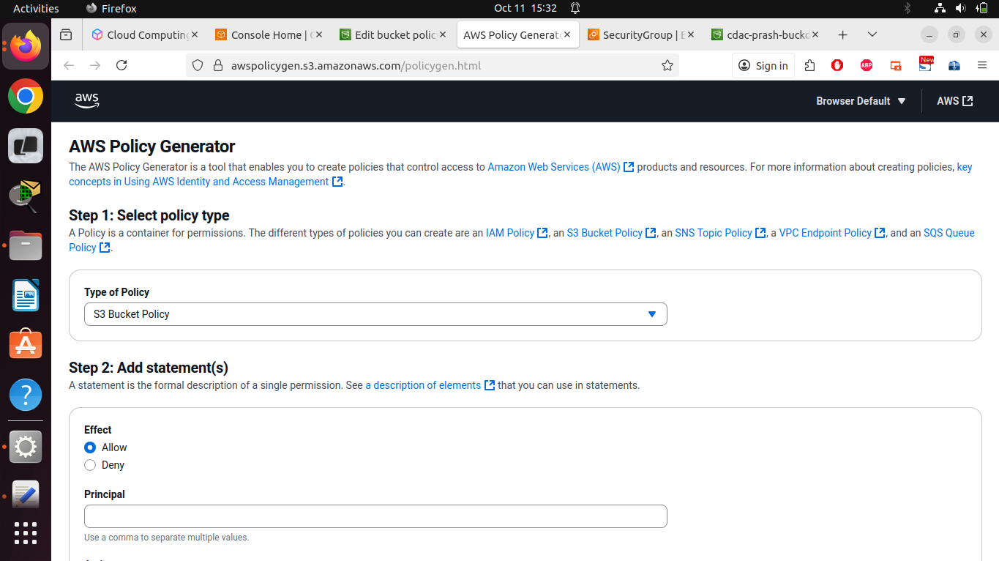 Activities Firefox Oct 11 15:32
Cloud Computing Console Home | Edit bucket polic AWS Policy Generat SecurityGroup | cdac-prash-buck
awspolicygen.s3.amazonaws.com/policygen.html Sign in ABP New
aws Browser Default AWS
AWS Policy Generator
The AWS Policy Generator is a tool that enables you to create policies that control access to Amazon Web Services (AWS) products and resources. For more information about creating policies, key
concepts in Using AWS Identity and Access Management .
Step 1: Select policy type
A Policy is a container for permissions. The different types of policies you can create are an IAM Policy , an S3 Bucket Policy , an SNS Topic Policy , a VPC Endpoint Policy , and an SQS Queue
Policy .
Type of Policy
S3 Bucket Policy
Step 2: Add statement(s)
A statement is the formal description of a single permission. See a description of elements that you can use in statements.
Effect
Allow
Deny
Principal
Use a comma to separate multiple values.